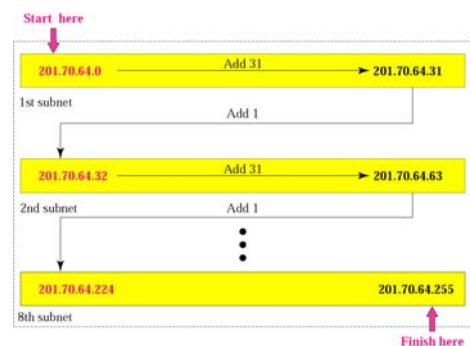 Start here
201.70.64.0 Add 31 201.70.64.31
1st subnet
Add 1
201.70.64.32 Add 31 201.70.64.63
2nd subnet Add 1
201.70.64.224 201.70.64.255
8th subnet
Finish here